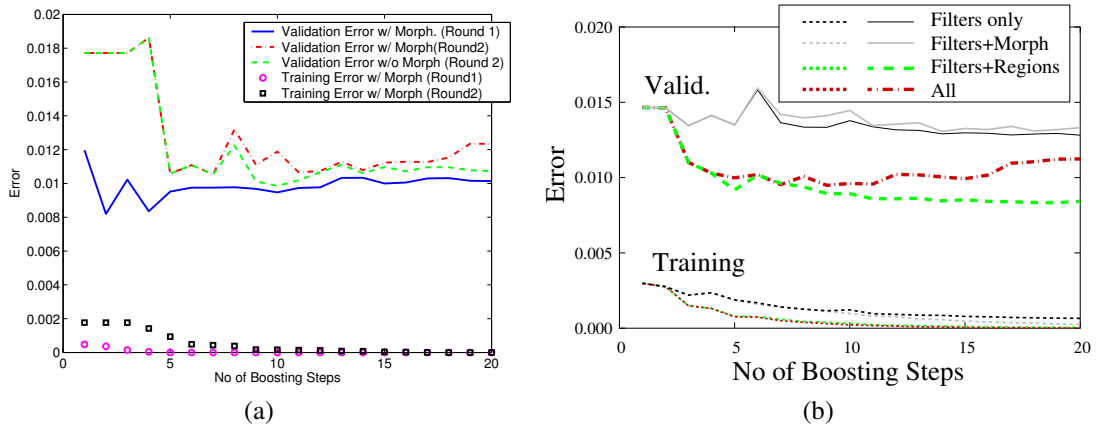 0.02
0.018
0.016
0.014
0.012
0.01
0.008
0.006
0.004
0.002
0
Error
0 5 10 15 20
No of Boosting Steps
Validation Error w/ Morph. (Round 1)
Validation Error w/ Morph(Round2)
Validation Error w/o Morph (Round 2)
Training Error w/ Morph (Round1)
Training Error w/ Morph (Round2)
(a)
0.020
0.015
0.010
0.005
0.000
Error
0 5 10 15 20
No of Boosting Steps
Filters only
Filters+Morph
Filters+Regions
All
Valid.
Training
(b)